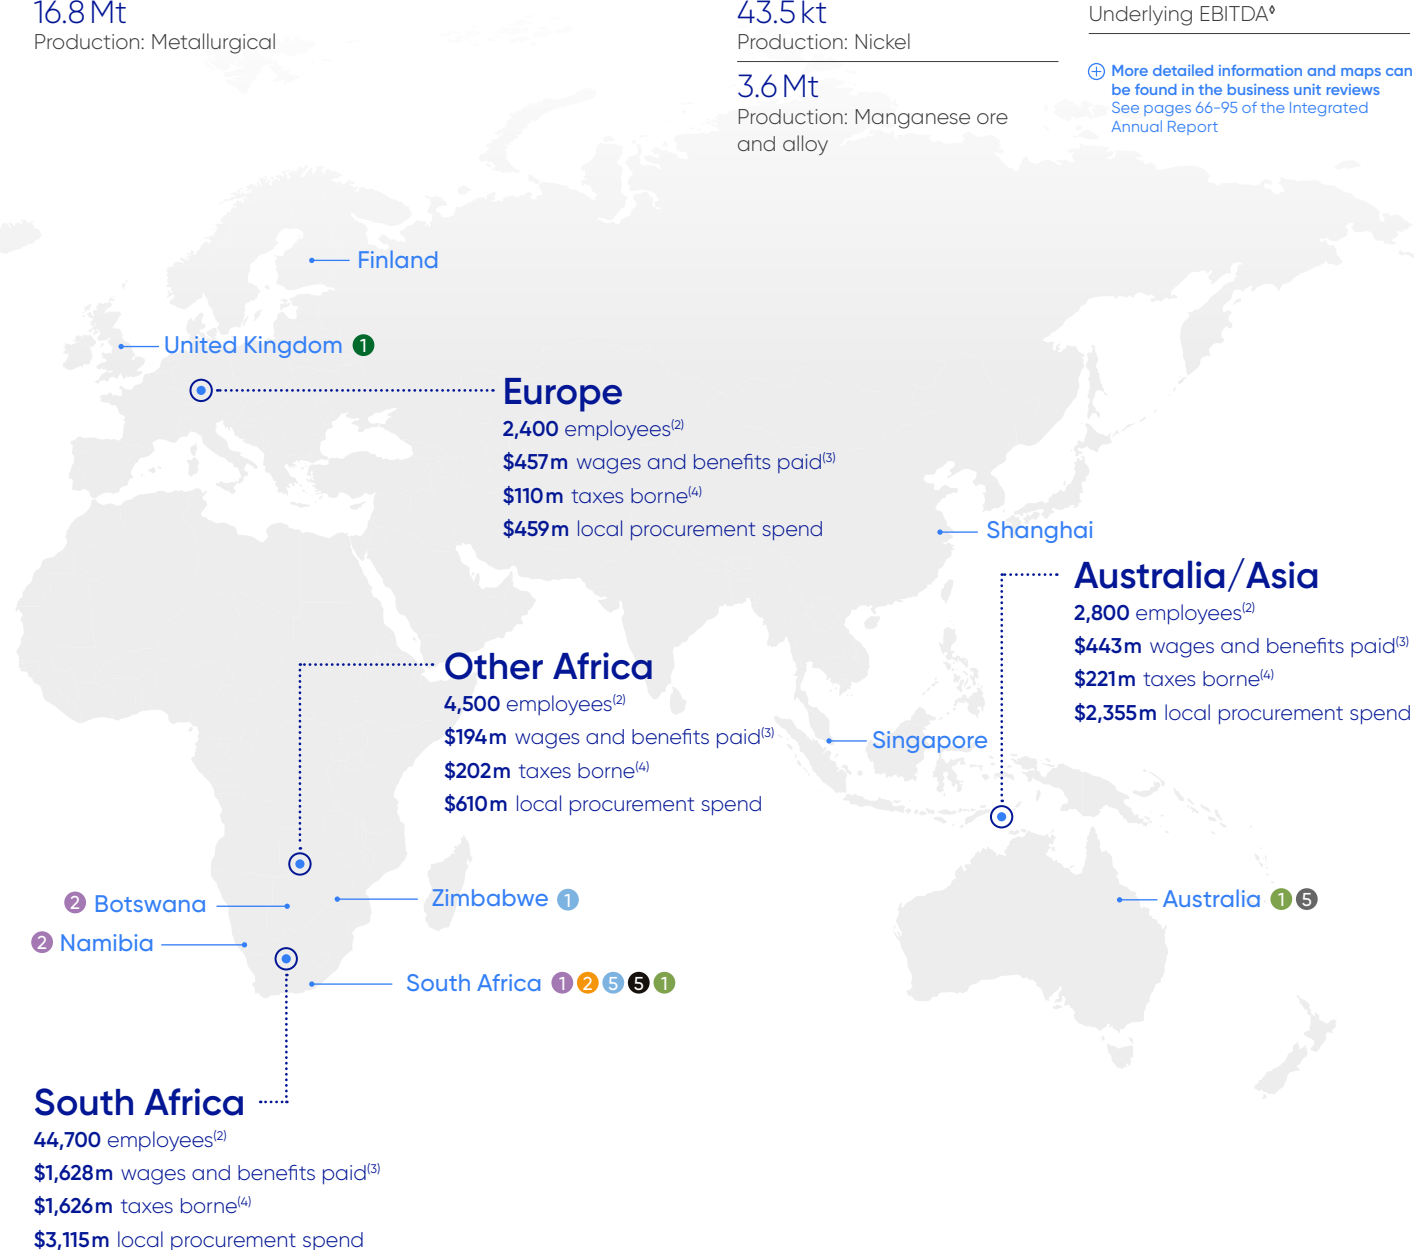 16.8 Mt
Production: Metallurgical
43.5 kt
Production: Nickel
3.6 Mt
Production: Manganese ore
and alloy
Underlying EBITDA◊
More detailed information and maps can
be found in the business unit reviews
See pages 66-95 of the Integrated
Annual Report
Finland
United Kingdom 1
Europe
2,400 employees(2)
$457m wages and benefits paid(3)
$110m taxes borne(4)
$459m local procurement spend
Shanghai
Australia/Asia
2,800 employees(2)
$443m wages and benefits paid(3)
$221m taxes borne(4)
$2,355m local procurement spend
Other Africa
4,500 employees(2)
$194m wages and benefits paid(3)
$202m taxes borne(4)
$610m local procurement spend
Singapore
2 Botswana
Zimbabwe 1
Australia 1 5
2 Namibia
South Africa 1 2 5 5 1
South Africa
44,700 employees(2)
$1,628m wages and benefits paid(3)
$1,626m taxes borne(4)
$3,115m local procurement spend